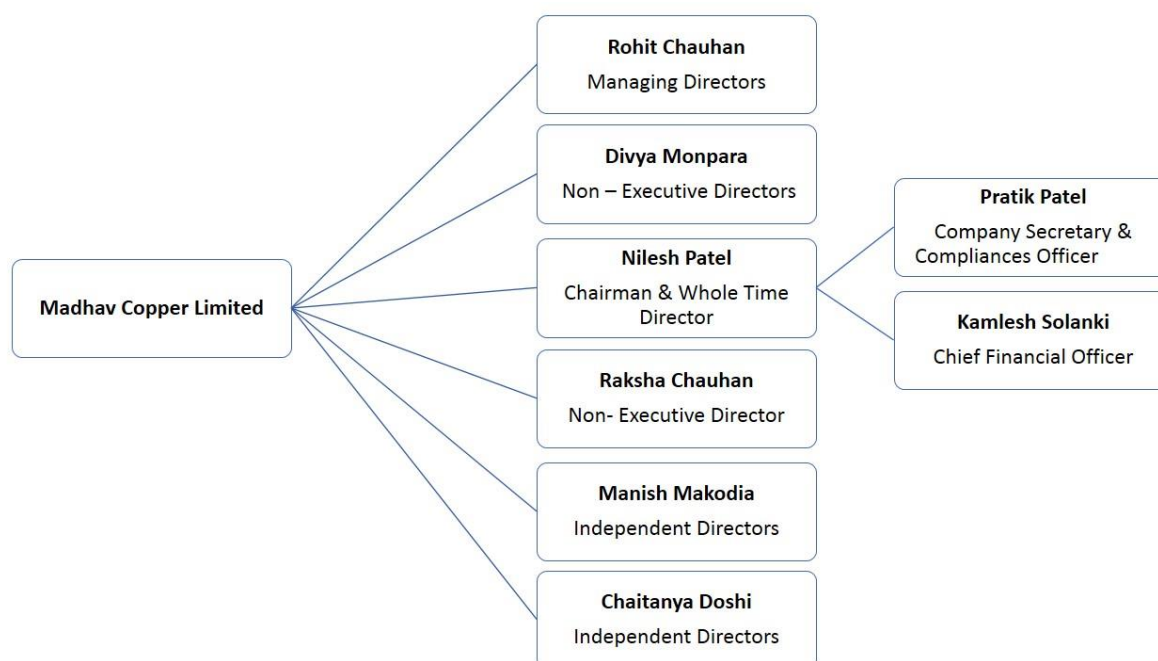 Madhav Copper Limited
Rohit Chauhan
Managing Directors
Divya Monpara
Non – Executive Directors
Nilesh Patel
Chairman & Whole Time
Director
Raksha Chauhan
Non- Executive Director
Manish Makodia
Independent Directors
Chaitanya Doshi
Independent Directors
Pratik Patel
Company Secretary &
Compliances Officer
Kamlesh Solanki
Chief Financial Officer